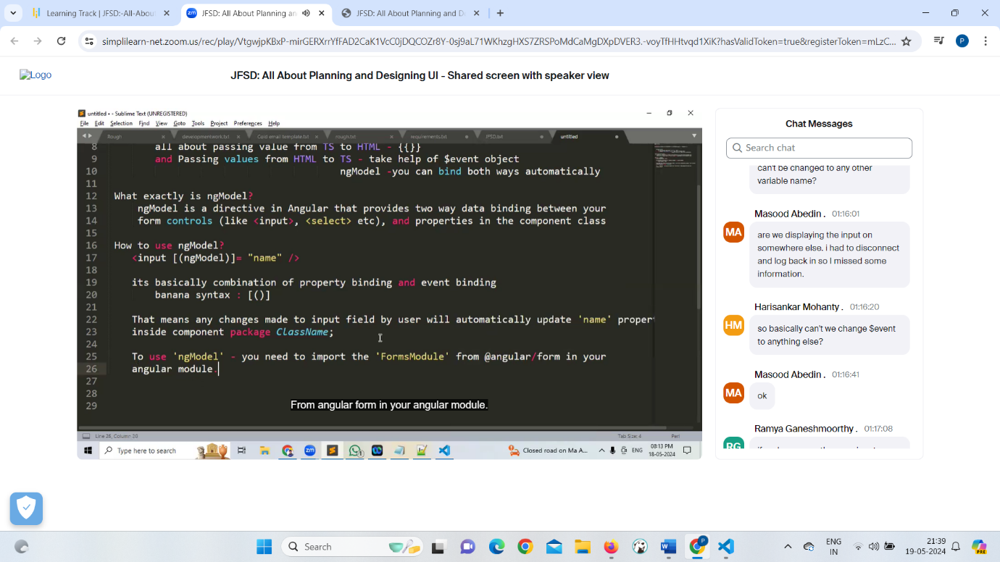 Learning Track | JFSD:-All-Abou
JFSD: All About Planning an
JFSD: All About Planning and D
simplilearn-net.zoom.us/rec/play/VtgwjpKBxP-mirGERXrrYfFAD2CaK1VcC0jDQCOZr8Y-0sj9aL71WKhzgHXS7ZRSPoMdCaMgDXpDVER3.-voyTfHHtvqd1XiK?hasValidToken=true&registerToken=mLzC...
P
Logo
JFSD: All About Planning and Designing UI - Shared screen with speaker view
untitled • - Sublime Text (UNREGISTERED)
File Edit Selection Find View Goto Tools Project Preferences Help
Rough
developmentwork.txt
Cold email template.txt
rough.txt
requirements.txt
JFSD.txt
untitled
8 all about passing value from TS to HTML - {{}}
9 and Passing values from HTML to TS - take help of $event object
10 ngModel -you can bind both ways automatically
11
12 What exactly is ngModel?
13 ngModel is a directive in Angular that provides two way data binding between your
14 form controls (like <input>, <select> etc), and properties in the component class
15
16 How to use ngModel?
17 <input [(ngModel)]= "name" />
18
19 its basically combination of property binding and event binding
20 banana syntax : [()]
21
22 That means any changes made to input field by user will automatically update 'name' propert
23 inside component package ClassName;
24
25 To use 'ngModel' - you need to import the 'FormsModule' from @angular/form in your
26 angular module.
27
28
29
From angular form in your angular module.
Line 26, Column 20
Tab Size: 4
Perl
Type here to search
Closed road on Ma A...
ENG
08:13 PM
18-05-2024
Chat Messages
Search chat
can't be changed to any other
variable name?
Masood Abedin . 01:16:01
MA
are we displaying the input on
somewhere else. i had to disconnect
and log back in so I missed some
information.
Harisankar Mohanty . 01:16:20
HM
so basically can't we change $event
to anything else?
Masood Abedin . 01:16:41
MA
ok
Ramya Ganeshmoorthy . 01:17:08
RG
Search
ENG
IN
21:39
19-05-2024
PRE